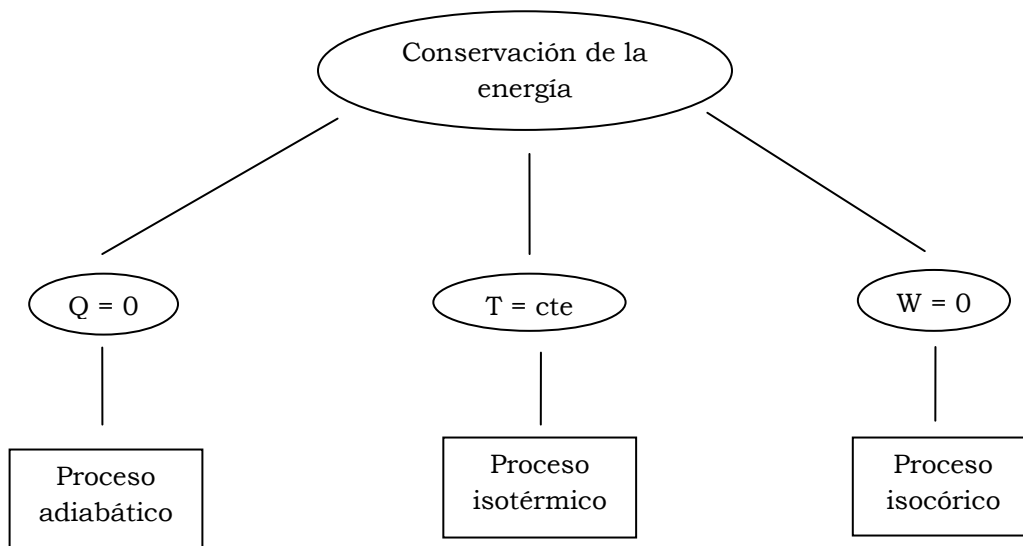 Conservación de la
energía
Q = 0
T = cte
W = 0
Proceso
adiabático
Proceso
isotérmico
Proceso
isocórico